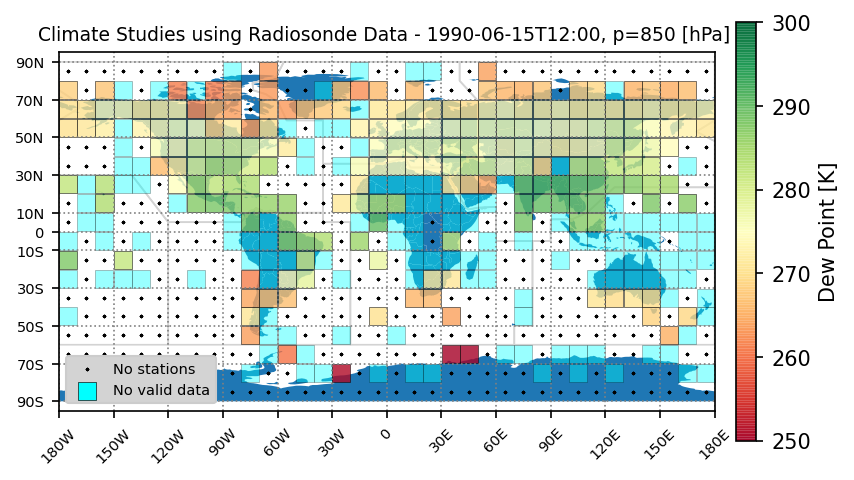 Climate Studies using Radiosonde Data - 1990-06-15T12:00, p=850 [hPa]
90N
70N
50N
30N
10N
0
10S
30S
50S
70S
90S
No stations
No valid data
180W
150W
120W
90W
60W
30W
0
30E
60E
90E
120E
150E
180E
300
290
280
270
260
250
Dew Point [K]